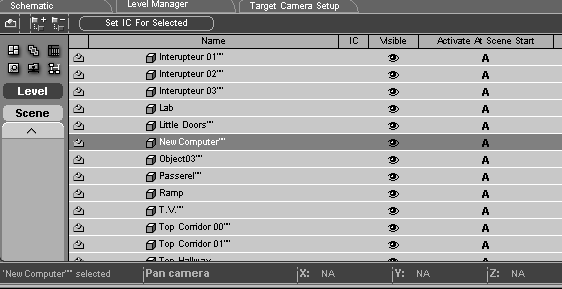 Schematic Level Manager Target Camera Setup
Set IC For Selected
Name IC Visible Activate At Scene Start
Interupteur 01"" A
Interupteur 02"" A
Interupteur 03"" A
Lab A
Little Doors"" A
New Computer"" A
Object03"" A
Passerel"" A
Ramp A
T.V."" A
Top Corridor 00"" A
Top Corridor 01"" A
Top Hallway
Level
Scene
'New Computer"" selected Pan camera X: NA Y: NA Z: NA